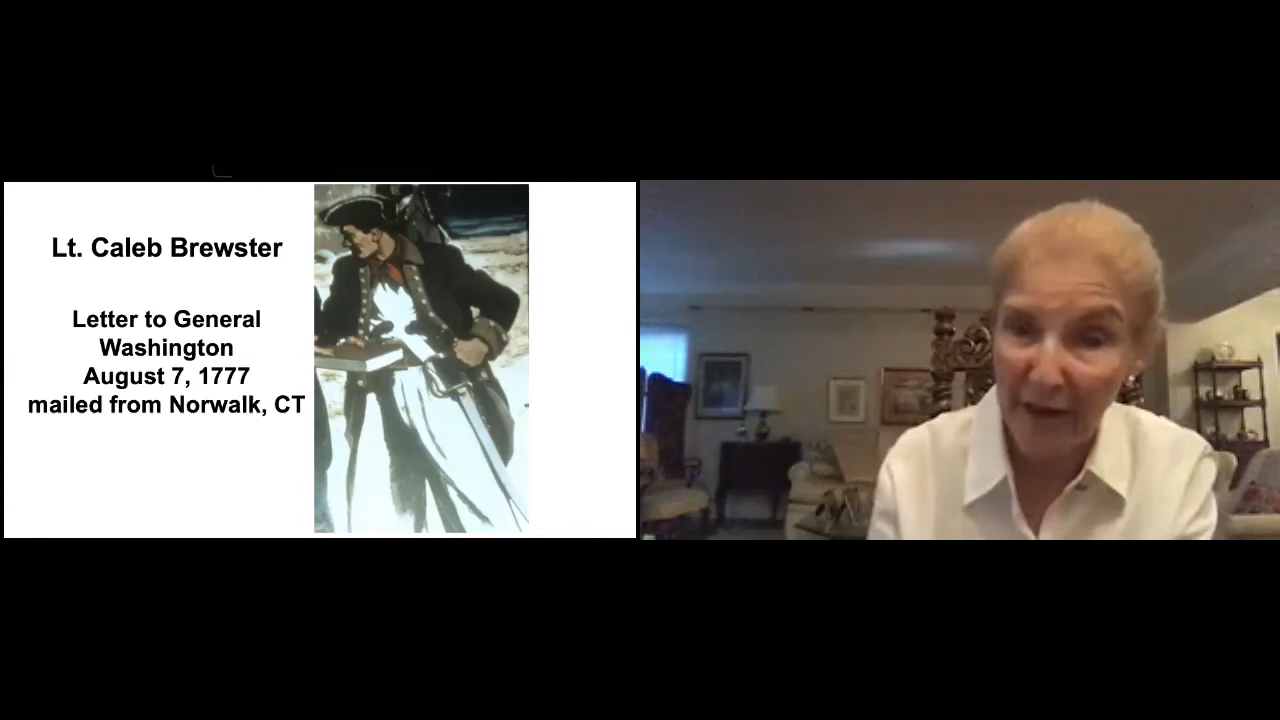 Lt. Caleb Brewster
Letter to General
Washington
August 7, 1777
mailed from Norwalk, CT